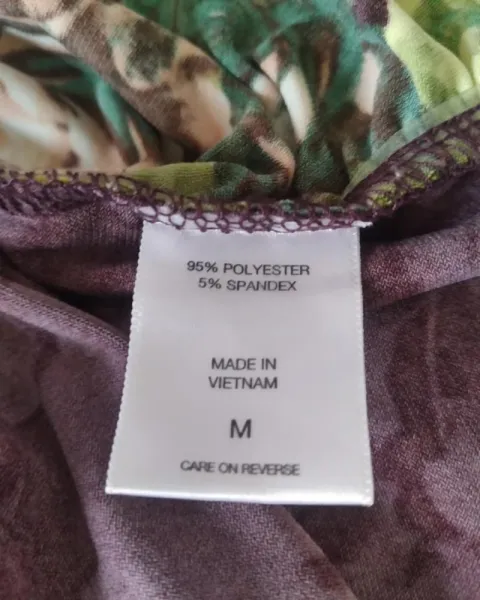 95% POLYESTER
5% SPANDEX
MADE IN
VIETNAM
M
CARE ON REVERSE